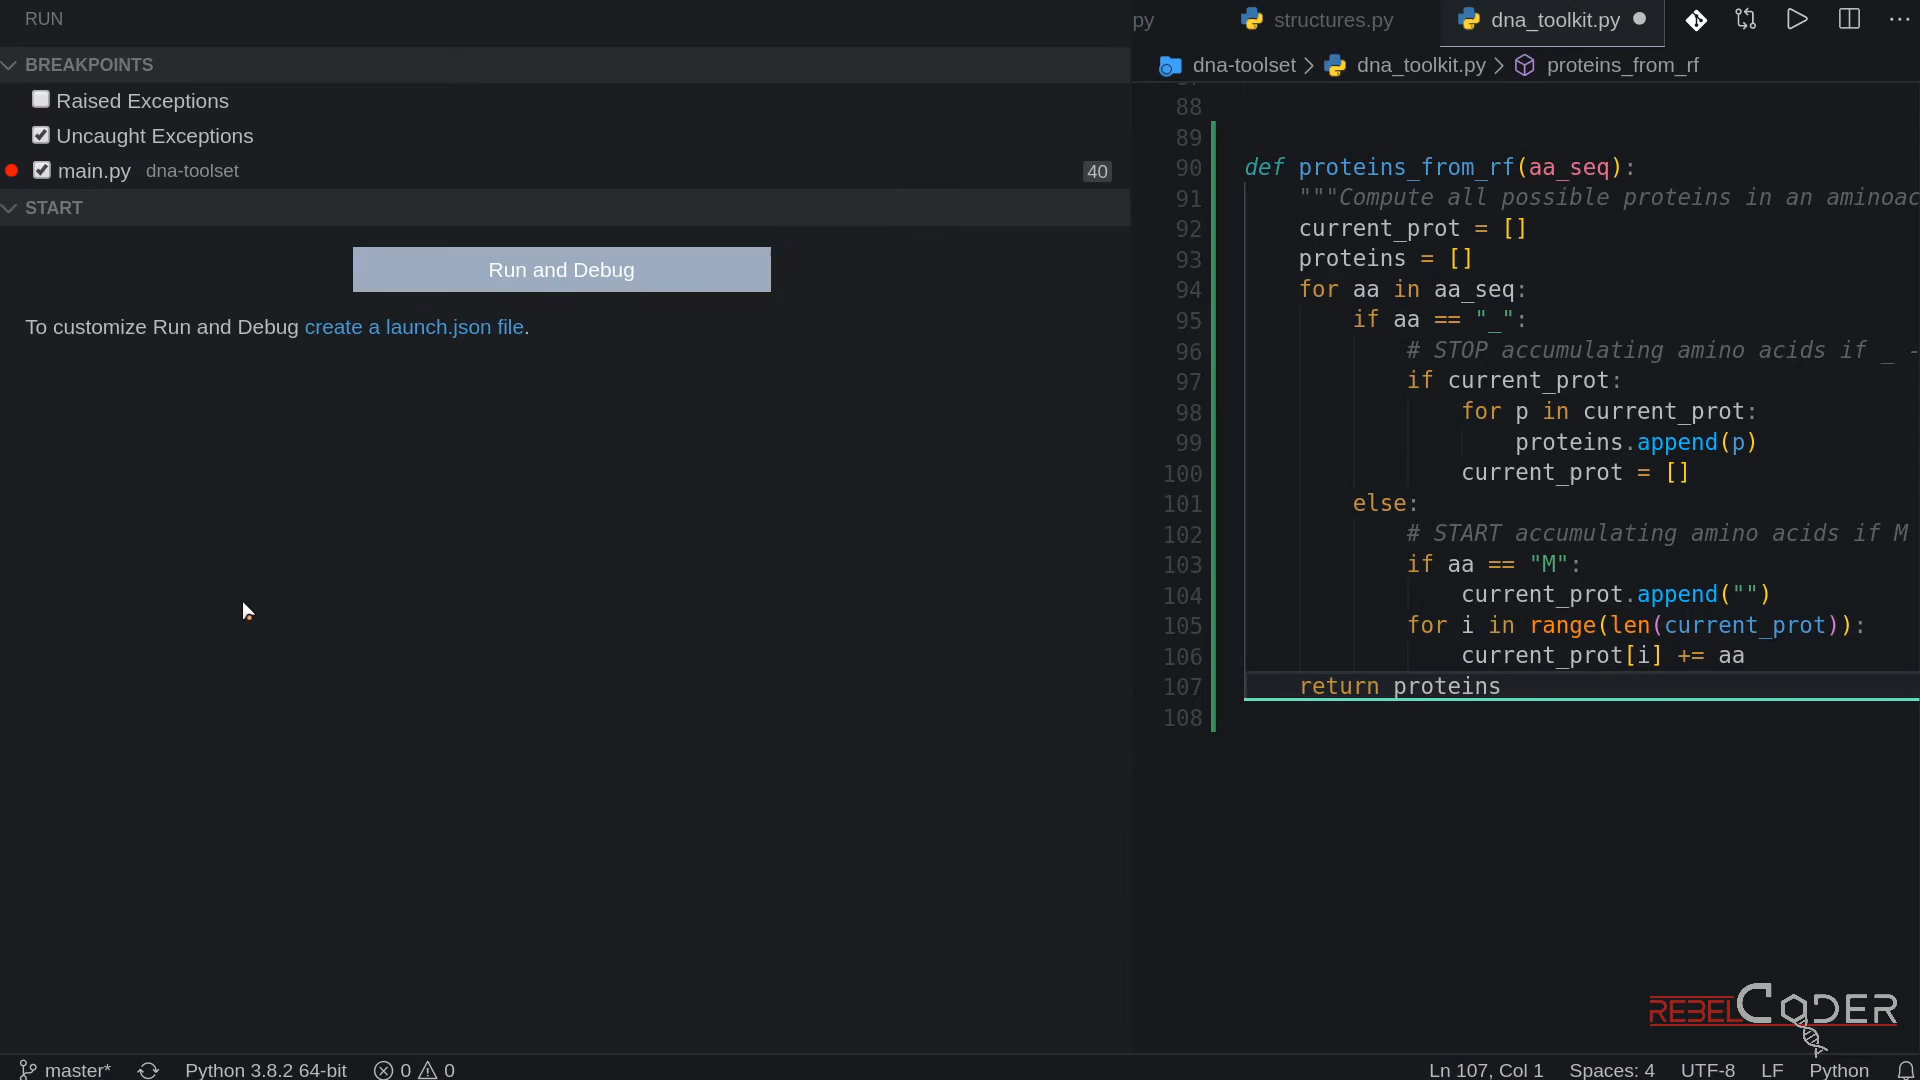 RUN
BREAKPOINTS
Raised Exceptions
Uncaught Exceptions
main.py dna-toolset 40
START
Run and Debug
To customize Run and Debug create a launch.json file.
py structures.py dna_toolkit.py
dna-toolset > dna_toolkit.py > proteins_from_rf
88
89
90 def proteins_from_rf(aa_seq):
91 """Compute all possible proteins in an aminoac
92 current_prot = []
93 proteins = []
94 for aa in aa_seq:
95 if aa == "_":
96 # STOP accumulating amino acids if _ -
97 if current_prot:
98 for p in current_prot:
99 proteins.append(p)
100 current_prot = []
101 else:
102 # START accumulating amino acids if M
103 if aa == "M":
104 current_prot.append("")
105 for i in range(len(current_prot)):
106 current_prot[i] += aa
107 return proteins
108
REBELCODER
master* Python 3.8.2 64-bit 0 0 Ln 107, Col 1 Spaces: 4 UTF-8 LF Python